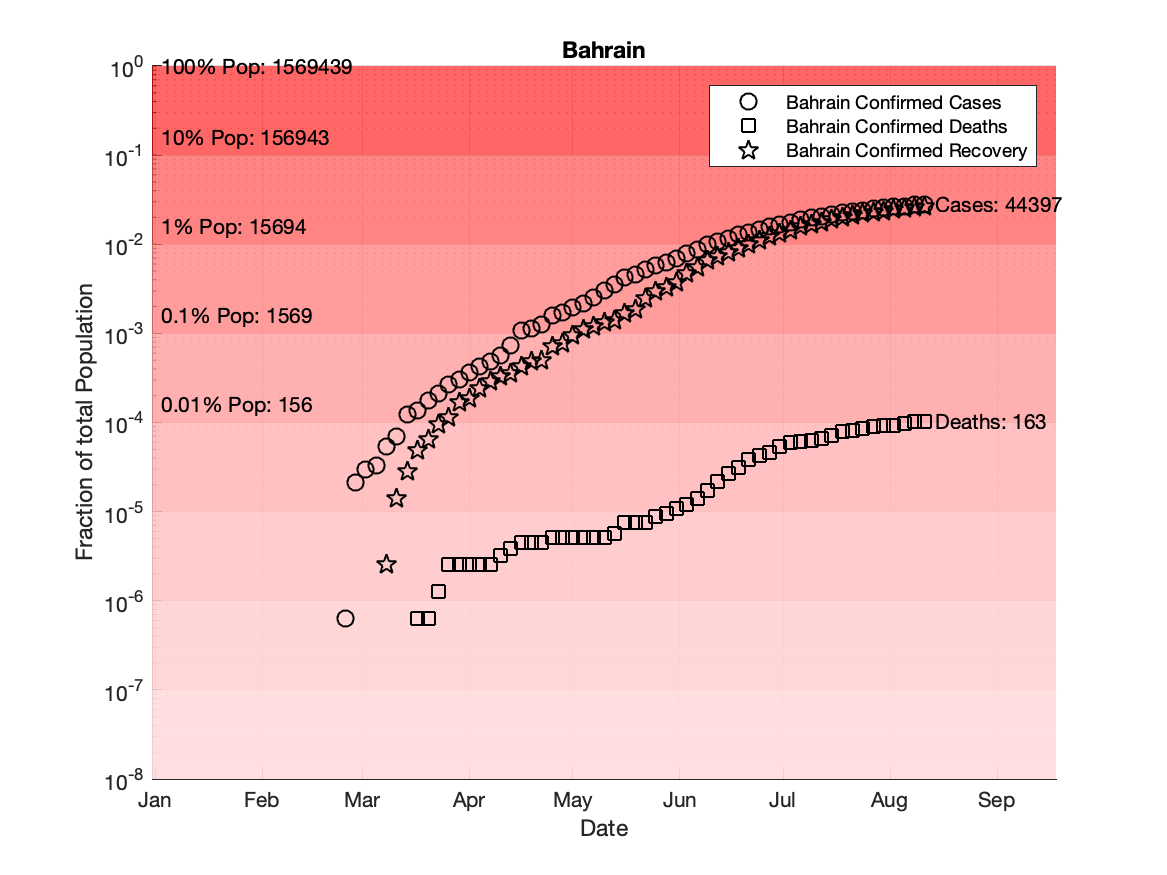 Bahrain
10^0
100% Pop: 1569439
Bahrain Confirmed Cases
Bahrain Confirmed Deaths
Bahrain Confirmed Recovery
10% Pop: 156943
10^-1
Cases: 44397
1% Pop: 15694
10^-2
0.1% Pop: 1569
10^-3
0.01% Pop: 156
10^-4
Deaths: 163
10^-5
10^-6
10^-7
10^-8
Fraction of total Population
Jan Feb Mar Apr May Jun Jul Aug Sep
Date